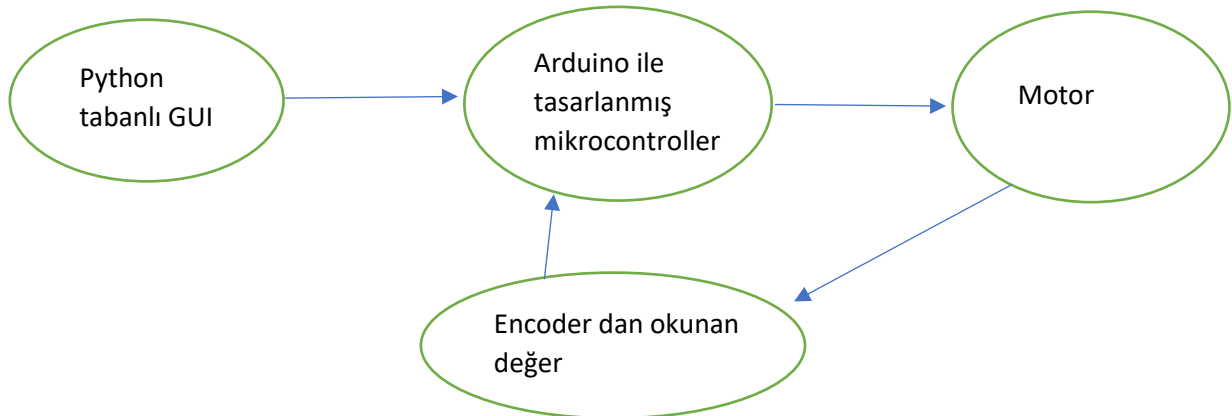 Python
tabanlı GUI
Arduino ile
tasarlanmış
mikrocontroller
Motor
Encoder dan okunan
değer